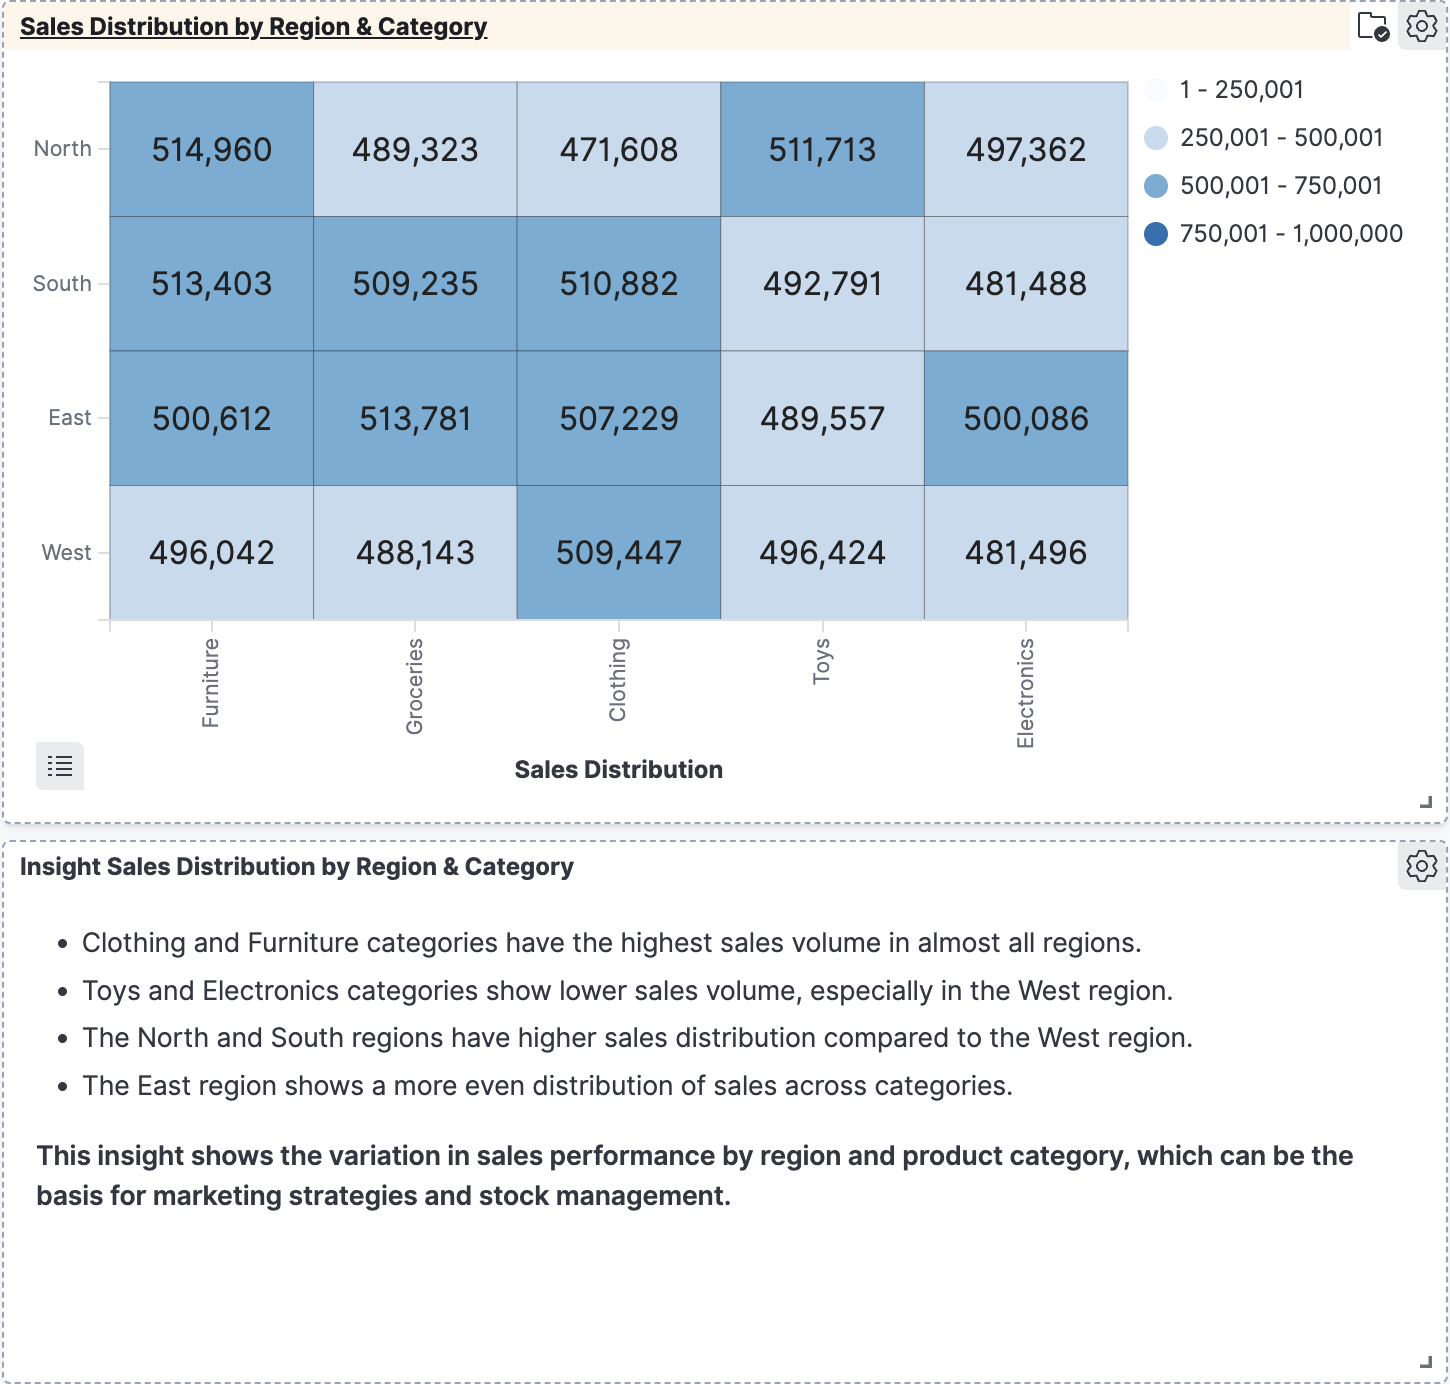 Sales Distribution by Region & Category
1 - 250,001
250,001 - 500,001
500,001 - 750,001
750,001 - 1,000,000
North 514,960 489,323 471,608 511,713 497,362
South 513,403 509,235 510,882 492,791 481,488
East 500,612 513,781 507,229 489,557 500,086
West 496,042 488,143 509,447 496,424 481,496
Furniture Groceries Clothing Toys Electronics
Sales Distribution
Insight Sales Distribution by Region & Category
• Clothing and Furniture categories have the highest sales volume in almost all regions.
• Toys and Electronics categories show lower sales volume, especially in the West region.
• The North and South regions have higher sales distribution compared to the West region.
• The East region shows a more even distribution of sales across categories.
This insight shows the variation in sales performance by region and product category, which can be the
basis for marketing strategies and stock management.